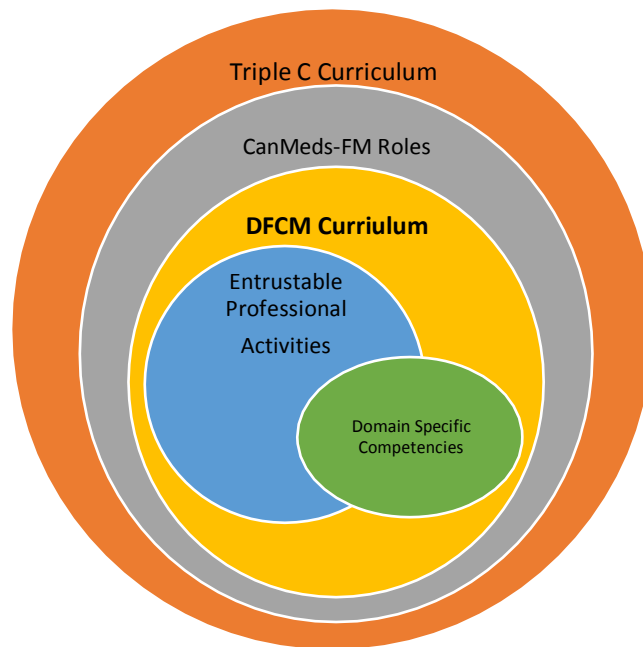 Triple C Curriculum
CanMeds-FM Roles
DFCM Curriulum
Entrustable
Professional
Activities
Domain Specific
Competencies